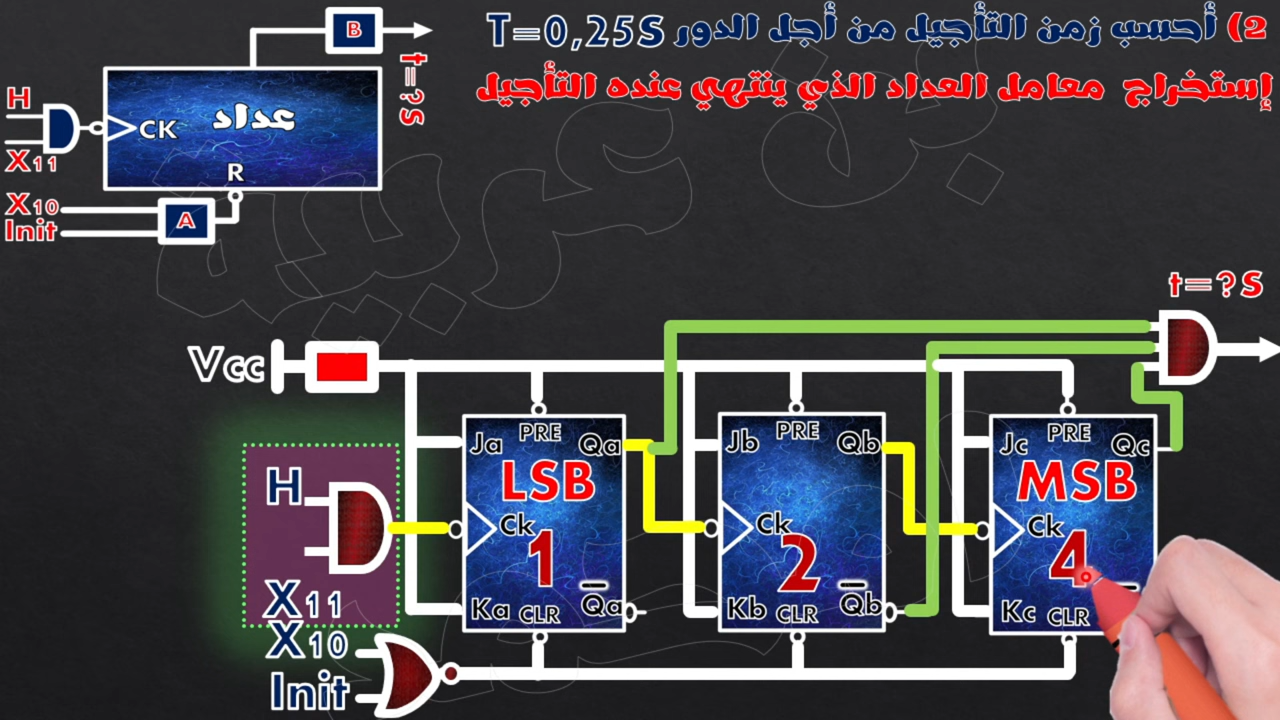 2) أحسب زمن التأجيل من أجل الدور T=0,25S
إستخراج معامل العداد الذي ينتهي عنده التأجيل
B
t=?S
H
X11
CK
عداد
R
X10
Init
A
t=?S
Vcc
Ja PRE Qa
LSB
Ck
1
Ka CLR Qa
Jb PRE Qb
Ck
2
Kb CLR Qb
Jc PRE Qc
MSB
Ck
4
Kc CLR
H
X11
X10
Init
بن عريية